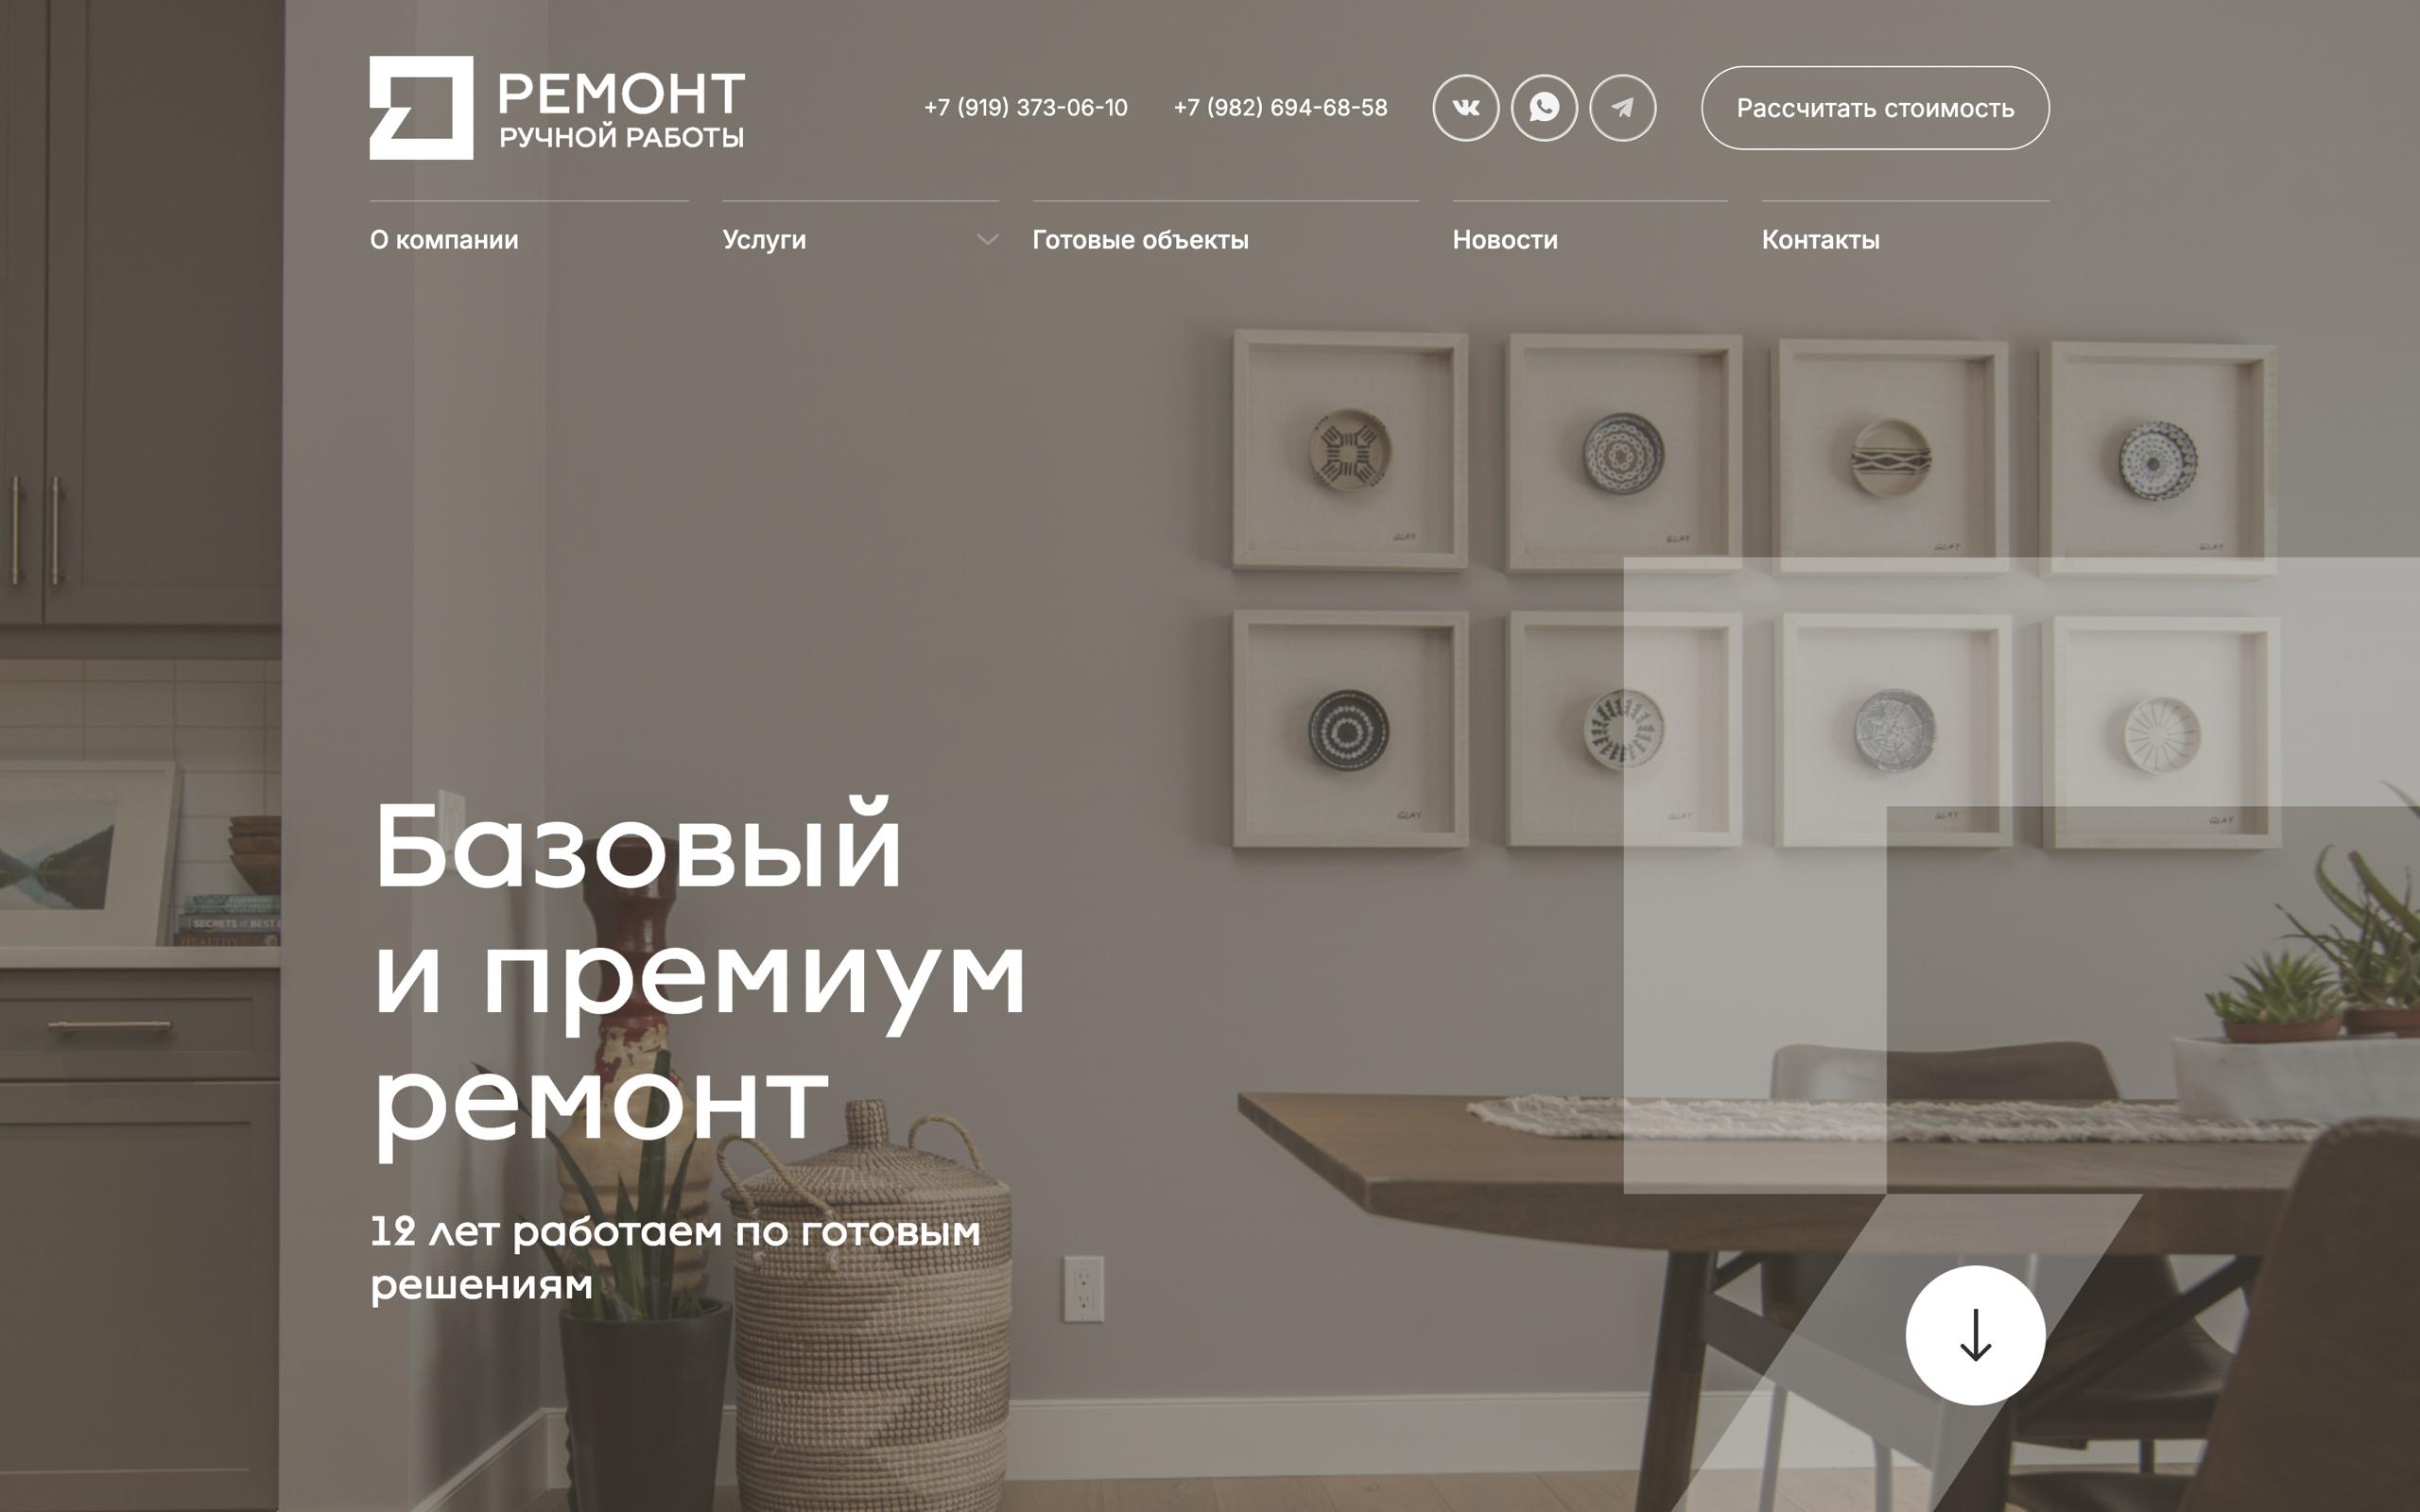 РЕМОНТ
РУЧНОЙ РАБОТЫ
+7 (919) 373-06-10
+7 (982) 694-68-58
Рассчитать стоимость
О компании
Услуги
Готовые объекты
Новости
Контакты
Базовый
и премиум
ремонт
12 лет работаем по готовым
решениям